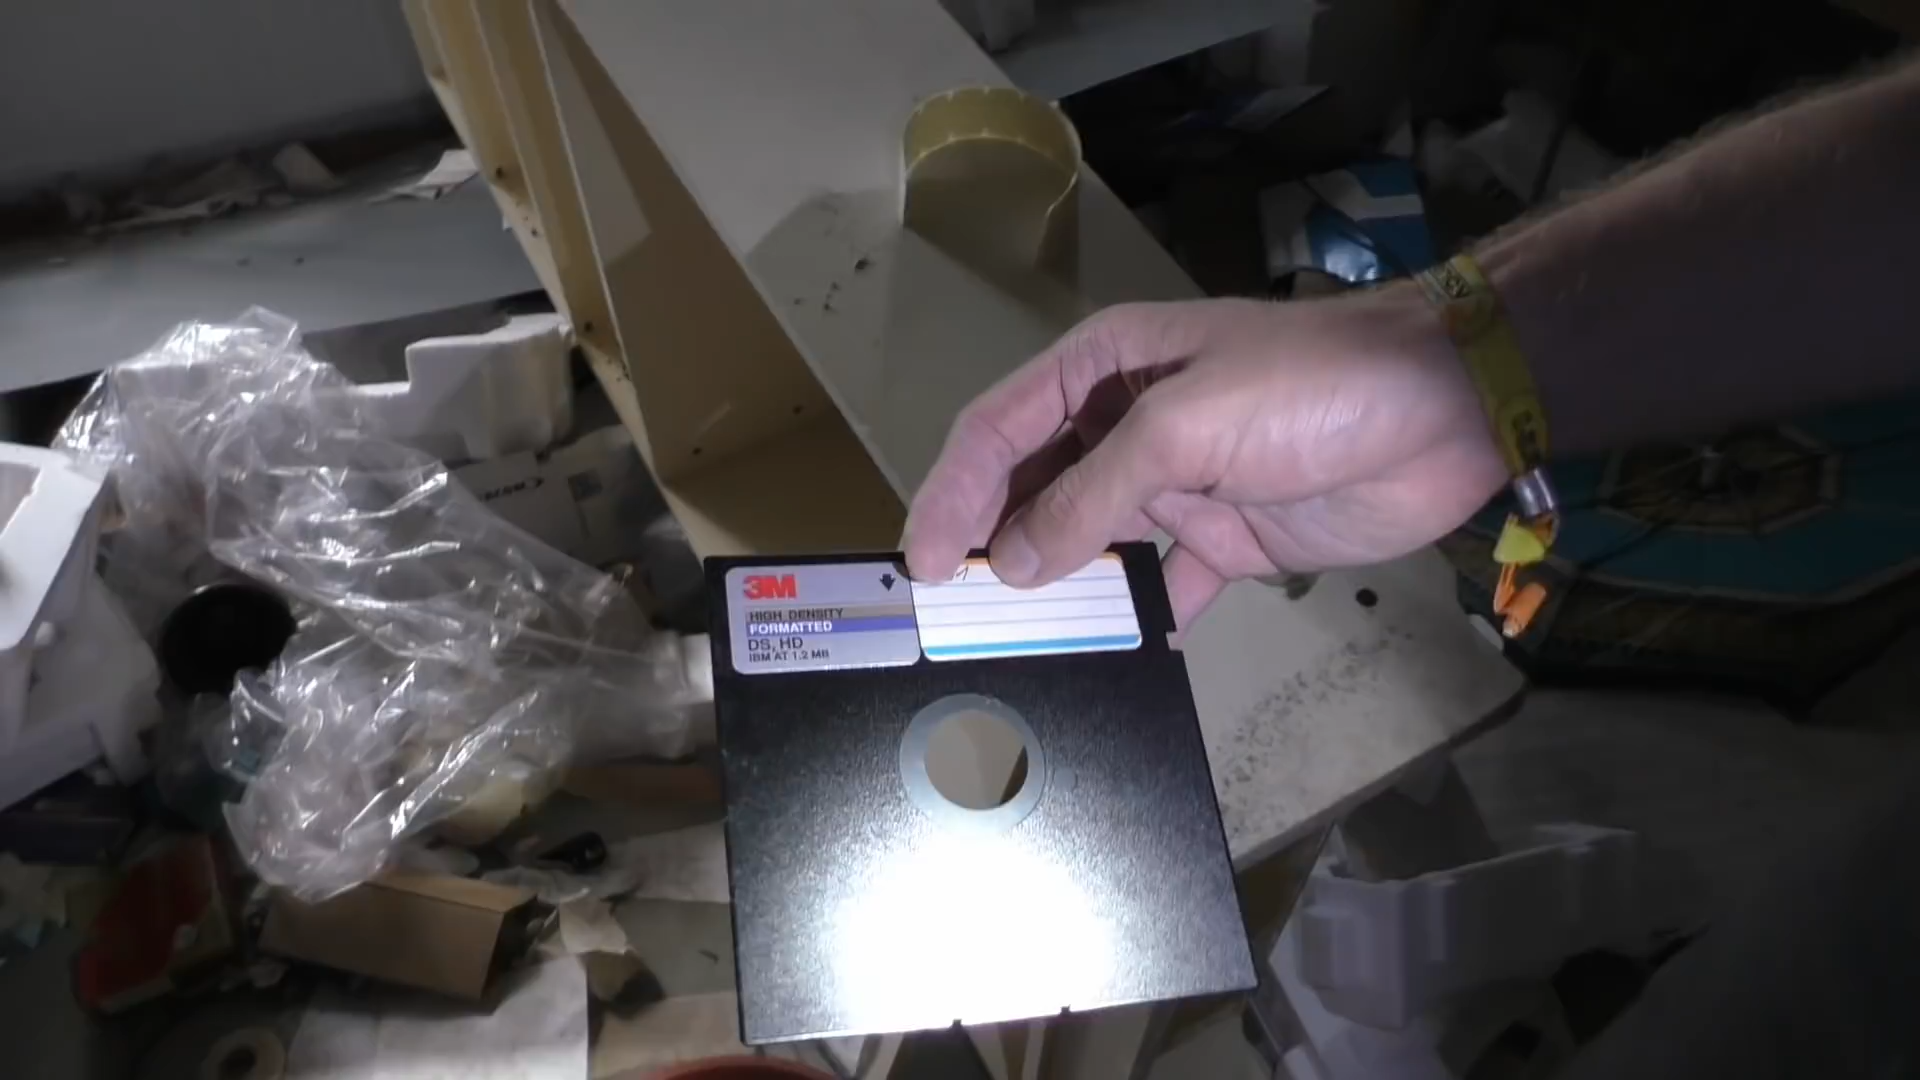 3M
HIGH DENSITY
FORMATTED
DS, HD
IBM AT 1.2 MB